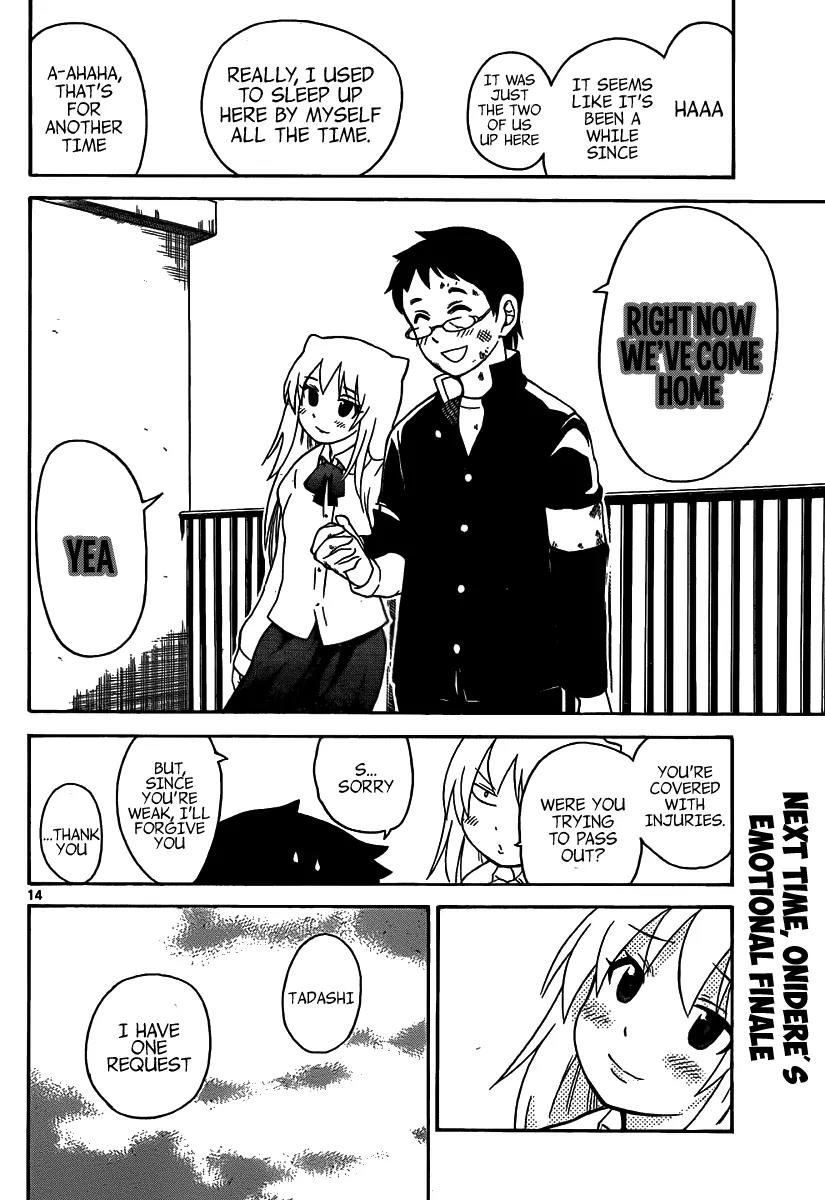 HAAA
IT SEEMS
LIKE IT'S
BEEN A
WHILE
SINCE
IT WAS
JUST
THE TWO
OF US
UP HERE
REALLY, I USED
TO SLEEP UP
HERE BY MYSELF
ALL THE TIME.
A-AHAHA,
THAT'S
FOR
ANOTHER
TIME
RIGHT NOW
WE'VE COME
HOME
YEA
YOU'RE
COVERED
WITH
INJURIES.
WERE YOU
TRYING
TO PASS
OUT?
S...
SORRY
BUT,
SINCE
YOU'RE
WEAK, I'LL
FORGIVE
YOU
...THANK
YOU
14
TADASHI
I HAVE
ONE
REQUEST
NEXT TIME, ONIDERE'S
EMOTIONAL FINALE